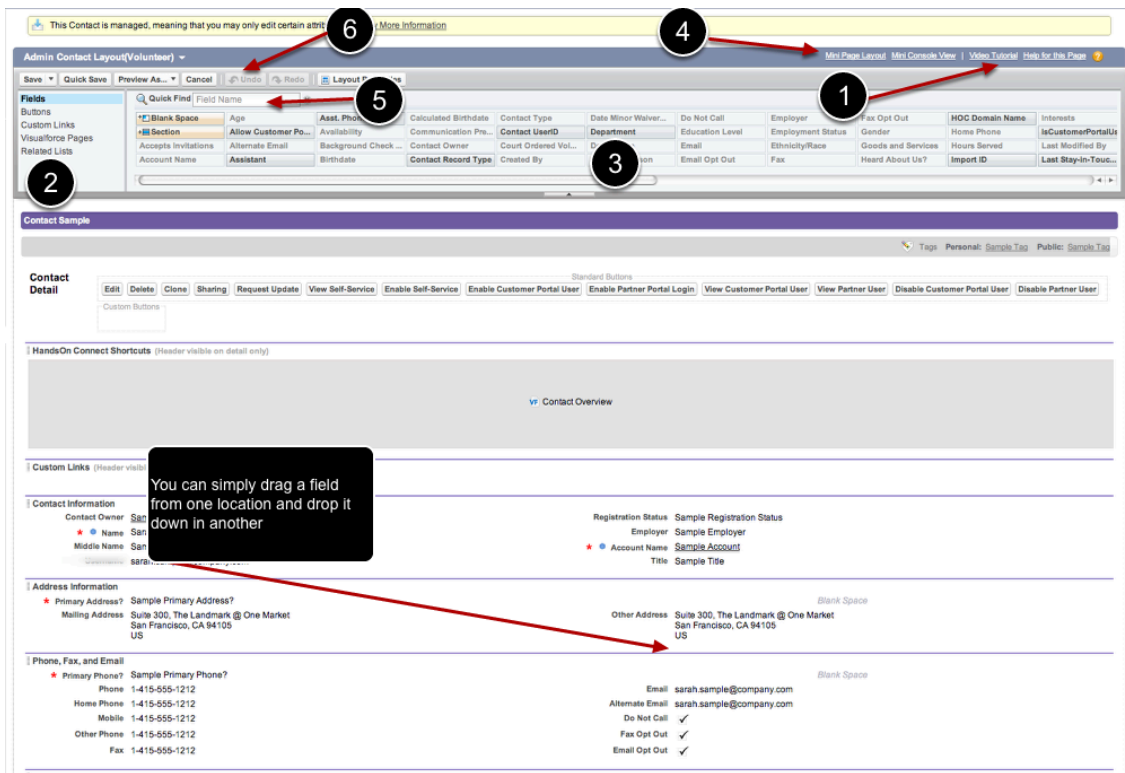 This Contact is managed, meaning that you may only edit certain More Information
6
4
Admin Contact Layout(Volunteer)
Mini Page Layout Mini Console View | Video Tutorial Help for this Page
Save Quick Save Preview As... Cancel Undo Redo Layout
1
5
Fields
Buttons
Custom Links
Visualforce Pages
Related Lists
2
Quick Find Field Name
*Blank Space Age Asst. Calculated Birthdate Contact Type Date Minor Waiver... Do Not Call Employer Fax Opt Out HOC Domain Name Interests
*Section Allow Customer Po... Availability Communication Pre... Contact UserID Department Education Level Employment Status Gender Home Phone IsCustomerPortalUs
Accepts Invitations Alternate Email Background Check ... Contact Owner Court Ordered Vol... Email Ethnicity/Race Goods and Services Hours Served Last Modified By
Account Name Assistant Birthdate Contact Record Type Created By Email Opt Out Fax Heard About Us? Import ID Last Stay-in-Touc...
3
Contact Sample
Tags Personal: Sample Tag Public: Sample Tag
Contact
Detail
Standard Buttons
Edit Delete Clone Sharing Request Update View Self-Service Enable Self-Service Enable Customer Portal User Enable Partner Portal Login View Customer Portal User View Partner User Disable Customer Portal User Disable Partner User
Custom Buttons
HandsOn Connect Shortcuts (Header visible on detail only)
VF Contact Overview
Custom Links (Header
You can simply drag a field
from one location and drop it
down in another
Contact Information
Contact Owner
* Name
Middle Name
Registration Status Sample Registration Status
Employer Sample Employer
* Account Name Sample Account
Title Sample Title
Address Information
* Primary Address? Sample Primary Address?
Blank Space
Mailing Address Suite 300, The Landmark @ One Market
San Francisco, CA 94105
US
Other Address Suite 300, The Landmark @ One Market
San Francisco, CA 94105
US
Phone, Fax, and Email
* Primary Phone? Sample Primary Phone?
Blank Space
Phone 1-415-555-1212
Home Phone 1-415-555-1212
Mobile 1-415-555-1212
Other Phone 1-415-555-1212
Fax 1-415-555-1212
Email sarah.sample@company.com
Alternate Email sarah.sample@company.com
Do Not Call ✓
Fax Opt Out ✓
Email Opt Out ✓